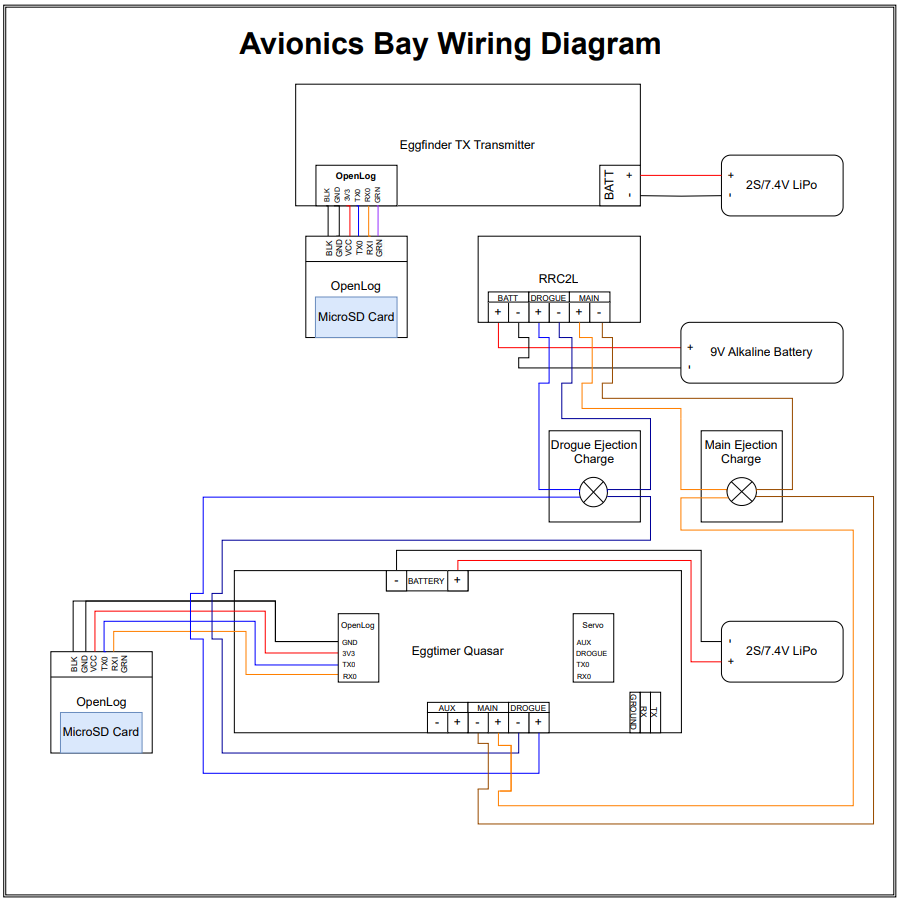 Avionics Bay Wiring Diagram
Eggfinder TX Transmitter
OpenLog
BLK GND 3V3 TX0 RX0 GRN
BATT
+
-
+
-
2S/7.4V LiPo
BLK GND VCC TX0 RXI GRN
OpenLog
MicroSD Card
RRC2L
BATT DROGUE MAIN
+ - + - + -
+
-
9V Alkaline Battery
Drogue Ejection
Charge
Main Ejection
Charge
- BATTERY +
OpenLog
GND
3V3
TX0
RX0
Eggtimer Quasar
Servo
AUX
DROGUE
TX0
RX0
-
+
2S/7.4V LiPo
BLK GND VCC TX0 RXI GRN
OpenLog
MicroSD Card
AUX MAIN DROGUE
- + - + - +
GROUND
RX
TX